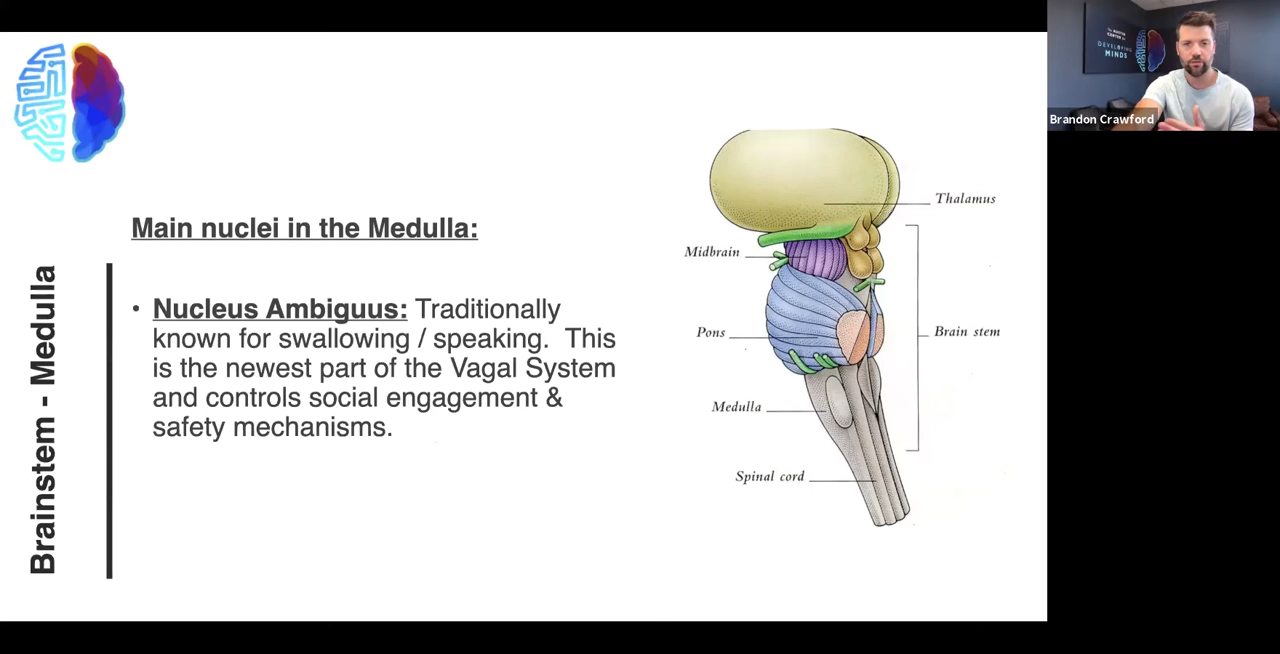 Brainstem - Medulla
Main nuclei in the Medulla:
• Nucleus Ambiguus: Traditionally
known for swallowing / speaking.  This
is the newest part of the Vagal System
and controls social engagement &
safety mechanisms.
Thalamus
Midbrain
Pons
Brain stem
Medulla
Spinal cord
DEVELOPING
MINDS
Brandon Crawford